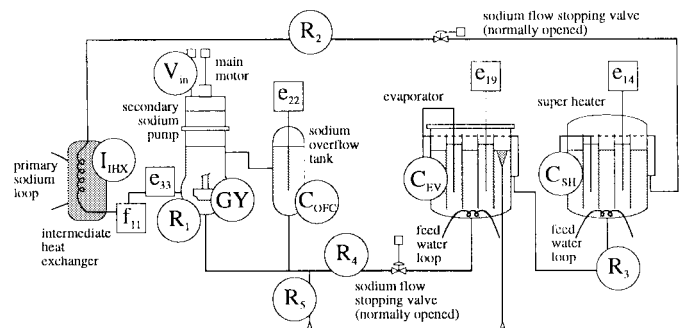 R2
sodium flow stopping valve
(normally opened)
Vin
main
motor
e22
e19
e14
secondary
sodium
pump
evaporator
super heater
sodium
overflow
tank
primary
sodium
loop
IIHX
e33
f11
R1
GY
COFC
CEV
CSH
intermediate
heat
exchanger
feed
water
loop
feed
water
loop
R4
R3
R5
sodium flow
stopping valve
(normally opened)